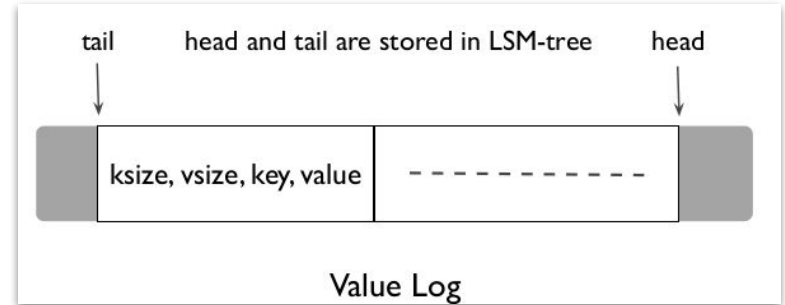 tail head and tail are stored in LSM-tree head
ksize, vsize, key, value
Value Log